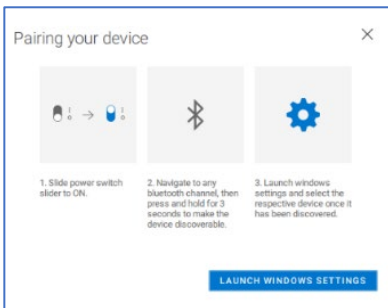 Pairing your device
1. Slide power switch
slider to ON.
2. Navigate to any
bluetooth channel, then
press and hold for 3
seconds to make the
device discoverable.
3. Launch windows
settings and select the
respective device once it
has been discovered.
LAUNCH WINDOWS SETTINGS